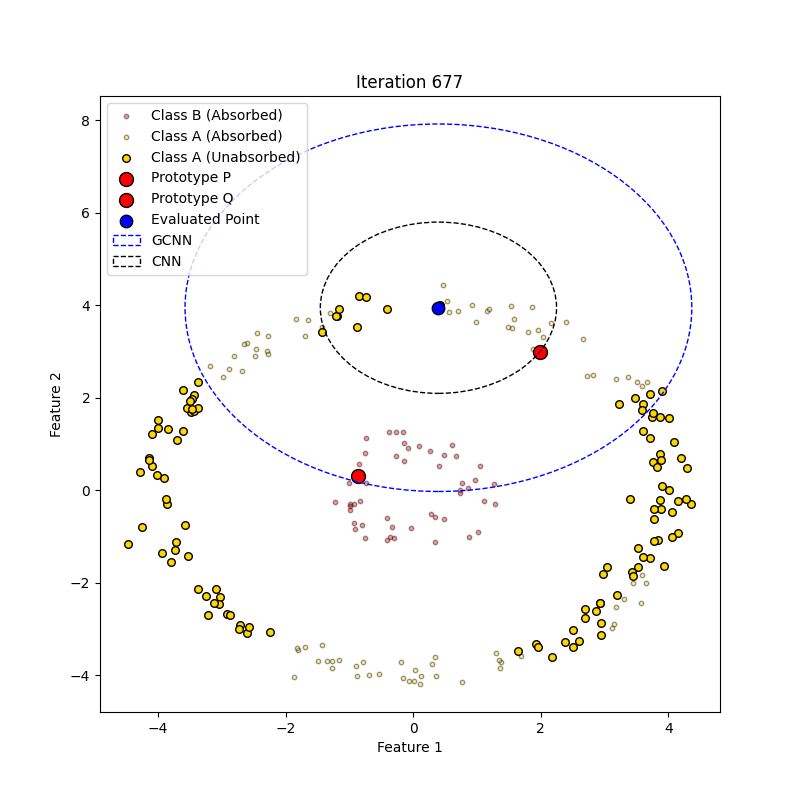 Iteration 677
Class B (Absorbed)
Class A (Absorbed)
Class A (Unabsorbed)
Prototype P
Prototype Q
Evaluated Point
GCNN
CNN
8
6
4
2
0
−2
−4
Feature 2
−4 −2 0 2 4
Feature 1